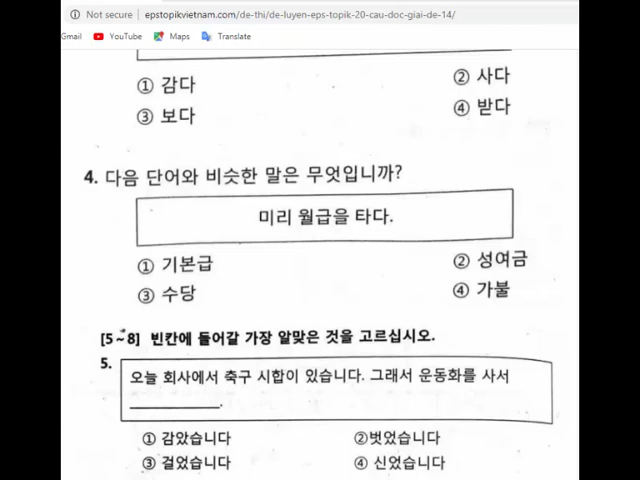 Not secure | epstopikvietnam.com/de-thi/de-luyen-eps-topik-20-cau-doc-giai-de-14/
Gmail YouTube Maps Translate
① 감다 ② 사다
③ 보다 ④ 받다
4. 다음 단어와 비슷한 말은 무엇입니까?
미리 월급을 타다.
① 기본급 ② 성여금
③ 수당 ④ 가불
[5~8] 빈칸에 들어갈 가장 알맞은 것을 고르십시오.
5.
오늘 회사에서 축구 시합이 있습니다. 그래서 운동화를 사서
__________.
① 감았습니다 ②벗었습니다
③ 걸었습니다 ④ 신었습니다